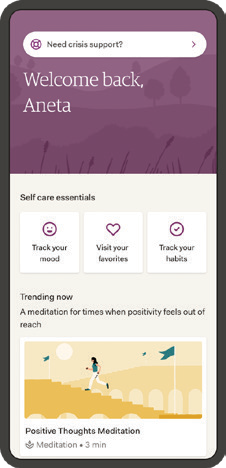 Need crisis support?
Welcome back,
Aneta
Self care essentials
Track your
mood
Visit your
favorites
Track your
habits
Trending now
A meditation for times when positivity feels out of
reach
Positive Thoughts Meditation
Meditation • 3 min